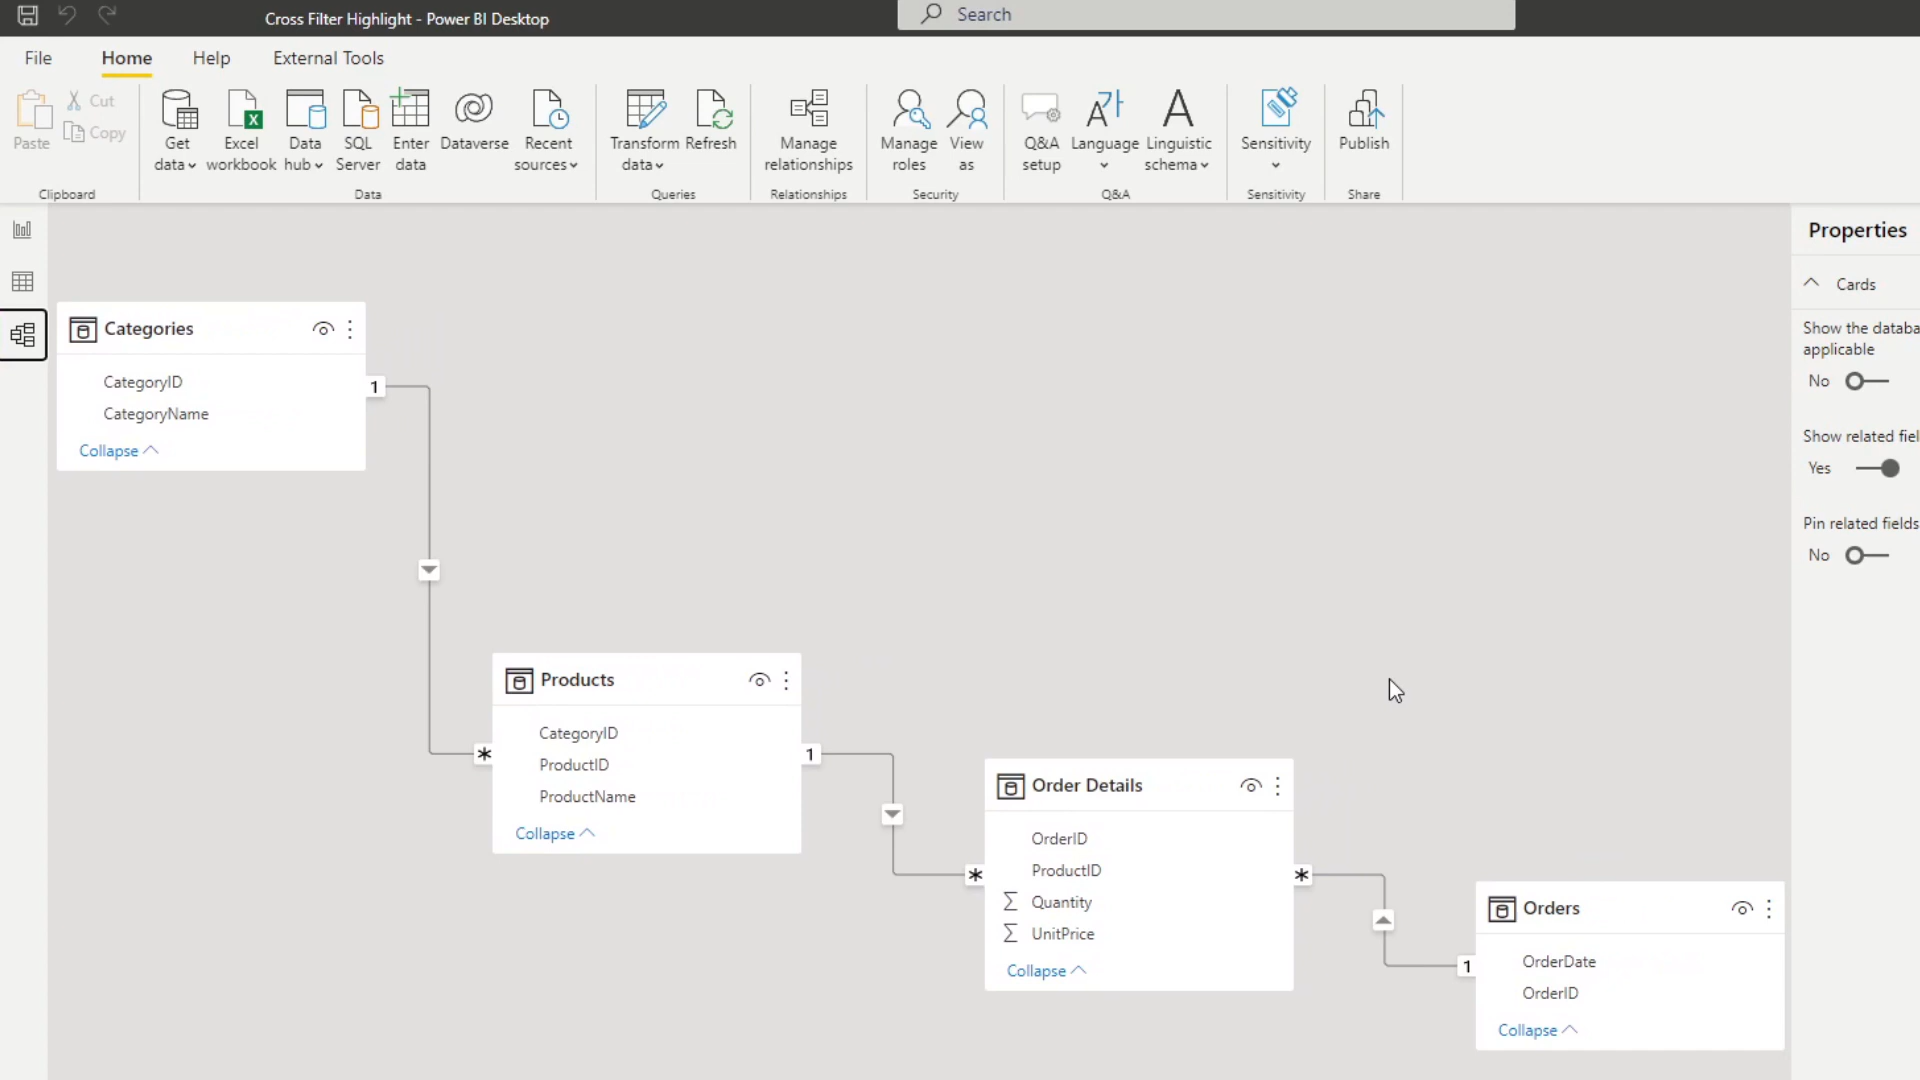 Cross Filter Highlight - Power BI Desktop
Search
File
Home
Help
External Tools
Paste
Cut
Copy
Clipboard
Get
data
Excel
workbook
Data
hub
SQL
Server
Enter
data
Dataverse
Recent
sources
Data
Transform
data
Refresh
Queries
Manage
relationships
Relationships
Manage
roles
View
as
Security
Q&A
setup
Language
Linguistic
schema
Q&A
Sensitivity
Sensitivity
Publish
Share
Categories
CategoryID
CategoryName
Collapse
1
*
Products
CategoryID
ProductID
ProductName
Collapse
1
*
Order Details
OrderID
ProductID
Σ Quantity
Σ UnitPrice
Collapse
*
1
Orders
OrderDate
OrderID
Collapse
Properties
Cards
Show the databa
applicable
No
Show related fiel
Yes
Pin related fields
No